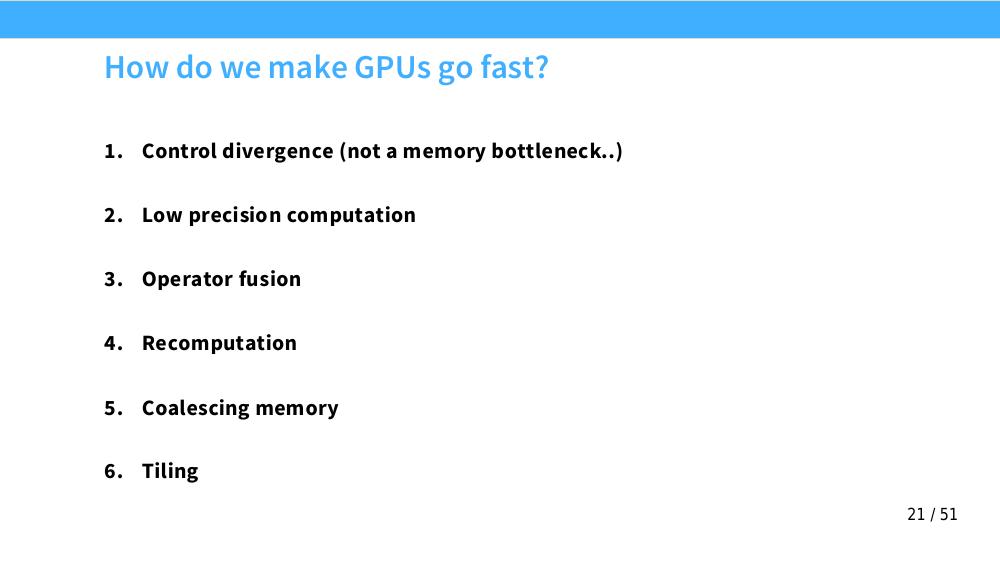 How do we make GPUs go fast?
1. Control divergence (not a memory bottleneck..)
2. Low precision computation
3. Operator fusion
4. Recomputation
5. Coalescing memory
6. Tiling
21 / 51